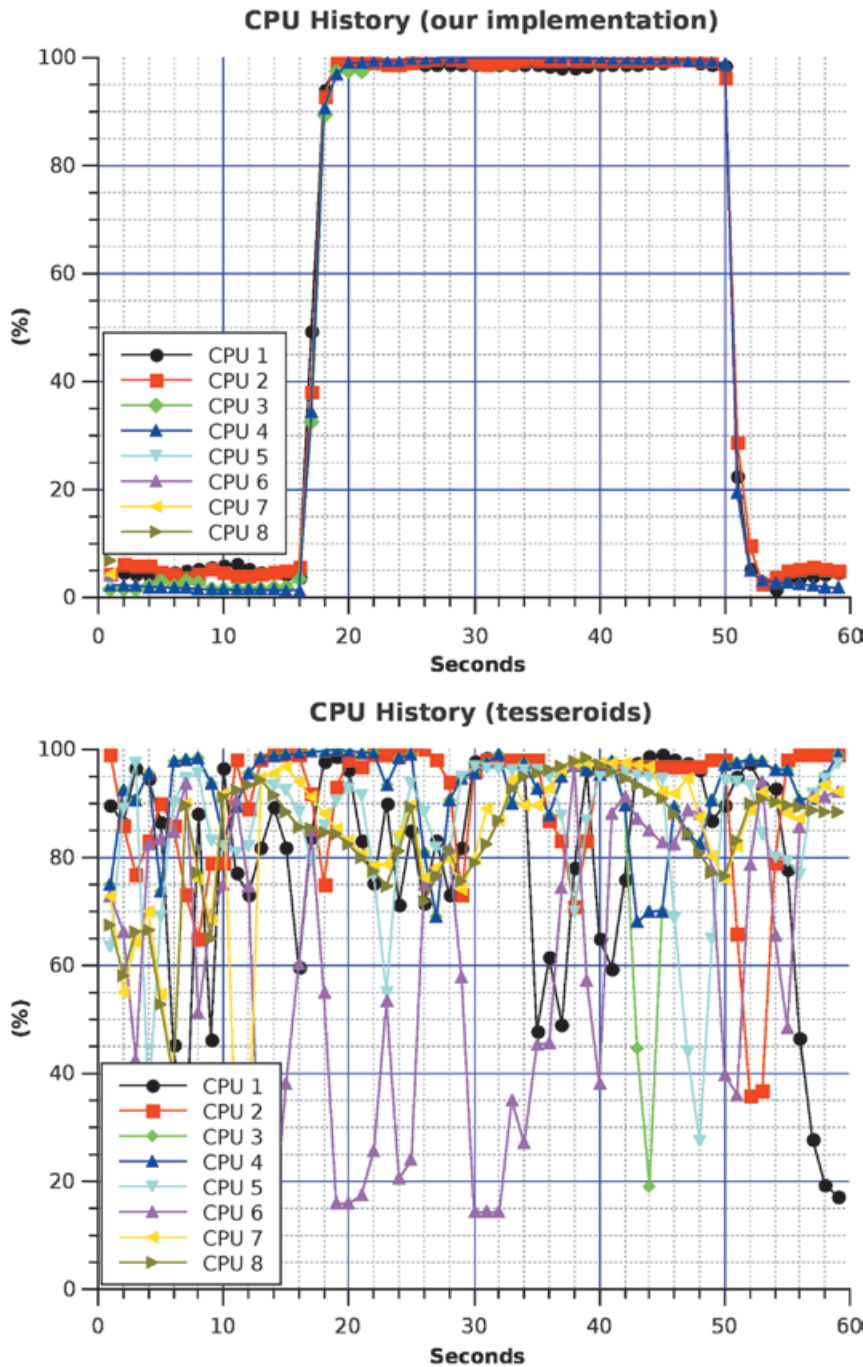 CPU History (our implementation)
100
80
60
40
20
0
(%)
CPU 1
CPU 2
CPU 3
CPU 4
CPU 5
CPU 6
CPU 7
CPU 8
0 10 20 30 40 50 60
Seconds
CPU History (tesseroids)
100
80
60
40
20
0
(%)
CPU 1
CPU 2
CPU 3
CPU 4
CPU 5
CPU 6
CPU 7
CPU 8
0 10 20 30 40 50 60
Seconds